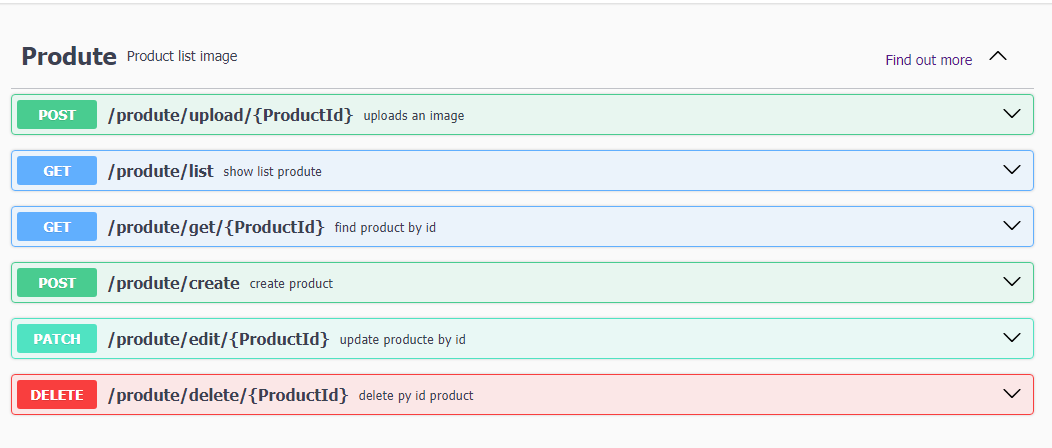 Produte Product list image Find out more
POST /produte/upload/{ProductId} uploads an image
GET /produte/list show list produte
GET /produte/get/{ProductId} find product by id
POST /produte/create create product
PATCH /produte/edit/{ProductId} update producte by id
DELETE /produte/delete/{ProductId} delete py id product